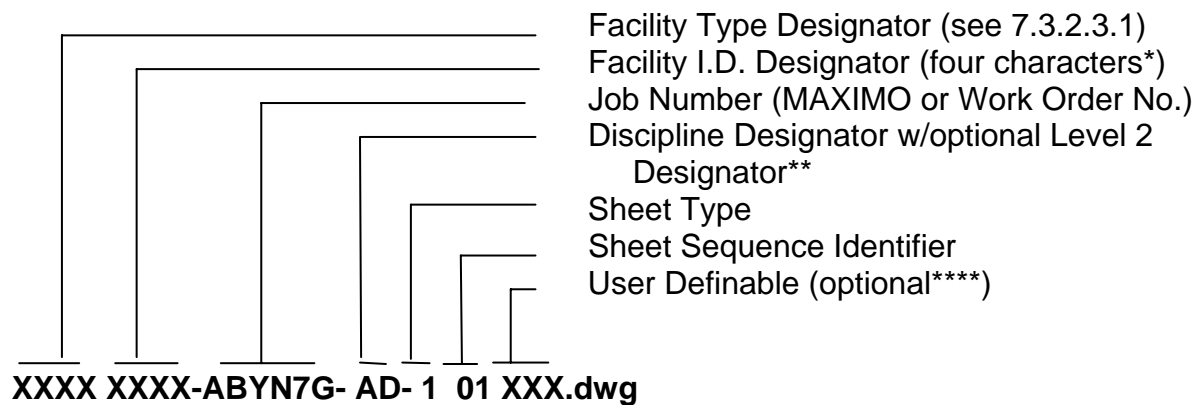 Facility Type Designator (see 7.3.2.3.1)
Facility I.D. Designator (four characters*)
Job Number (MAXIMO or Work Order No.)
Discipline Designator w/optional Level 2
Designator**
Sheet Type
Sheet Sequence Identifier
User Definable (optional****)
XXXX XXXX-ABYN7G- AD- 1 01 XXX.dwg